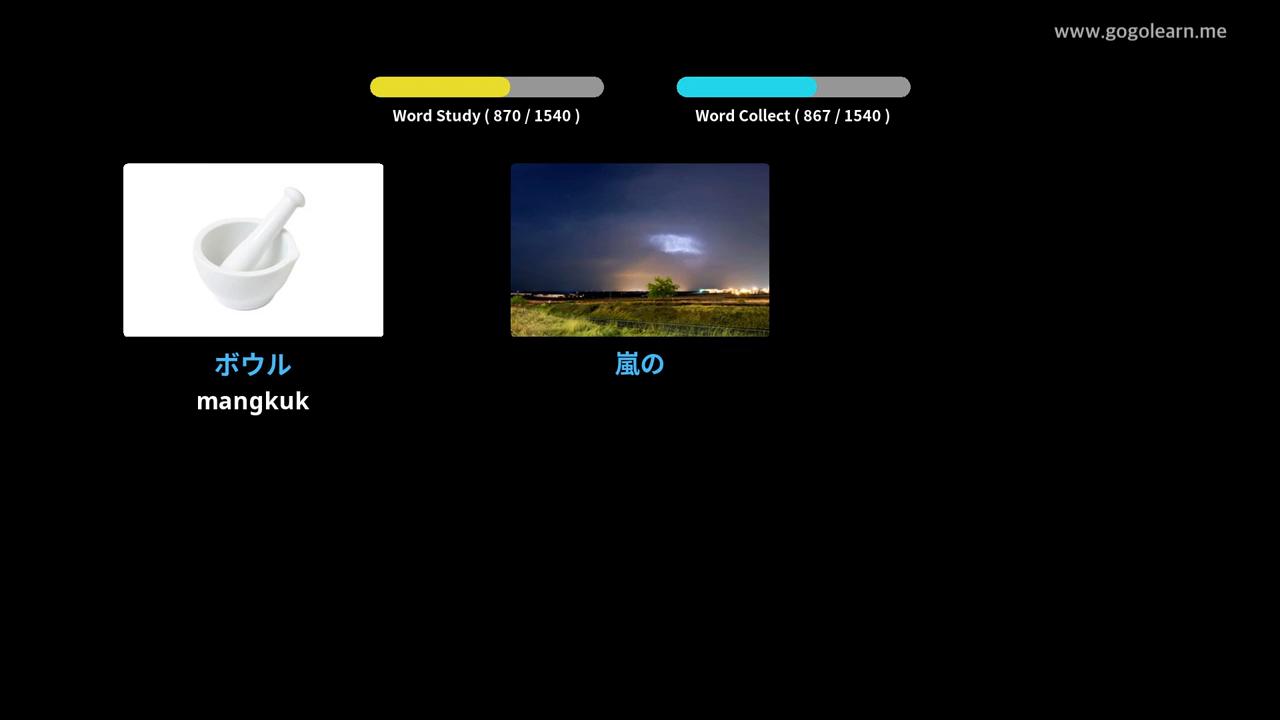 www.gogolearn.me
Word Study ( 870 / 1540 )
Word Collect ( 867 / 1540 )
ボウル
mangkuk
嵐の